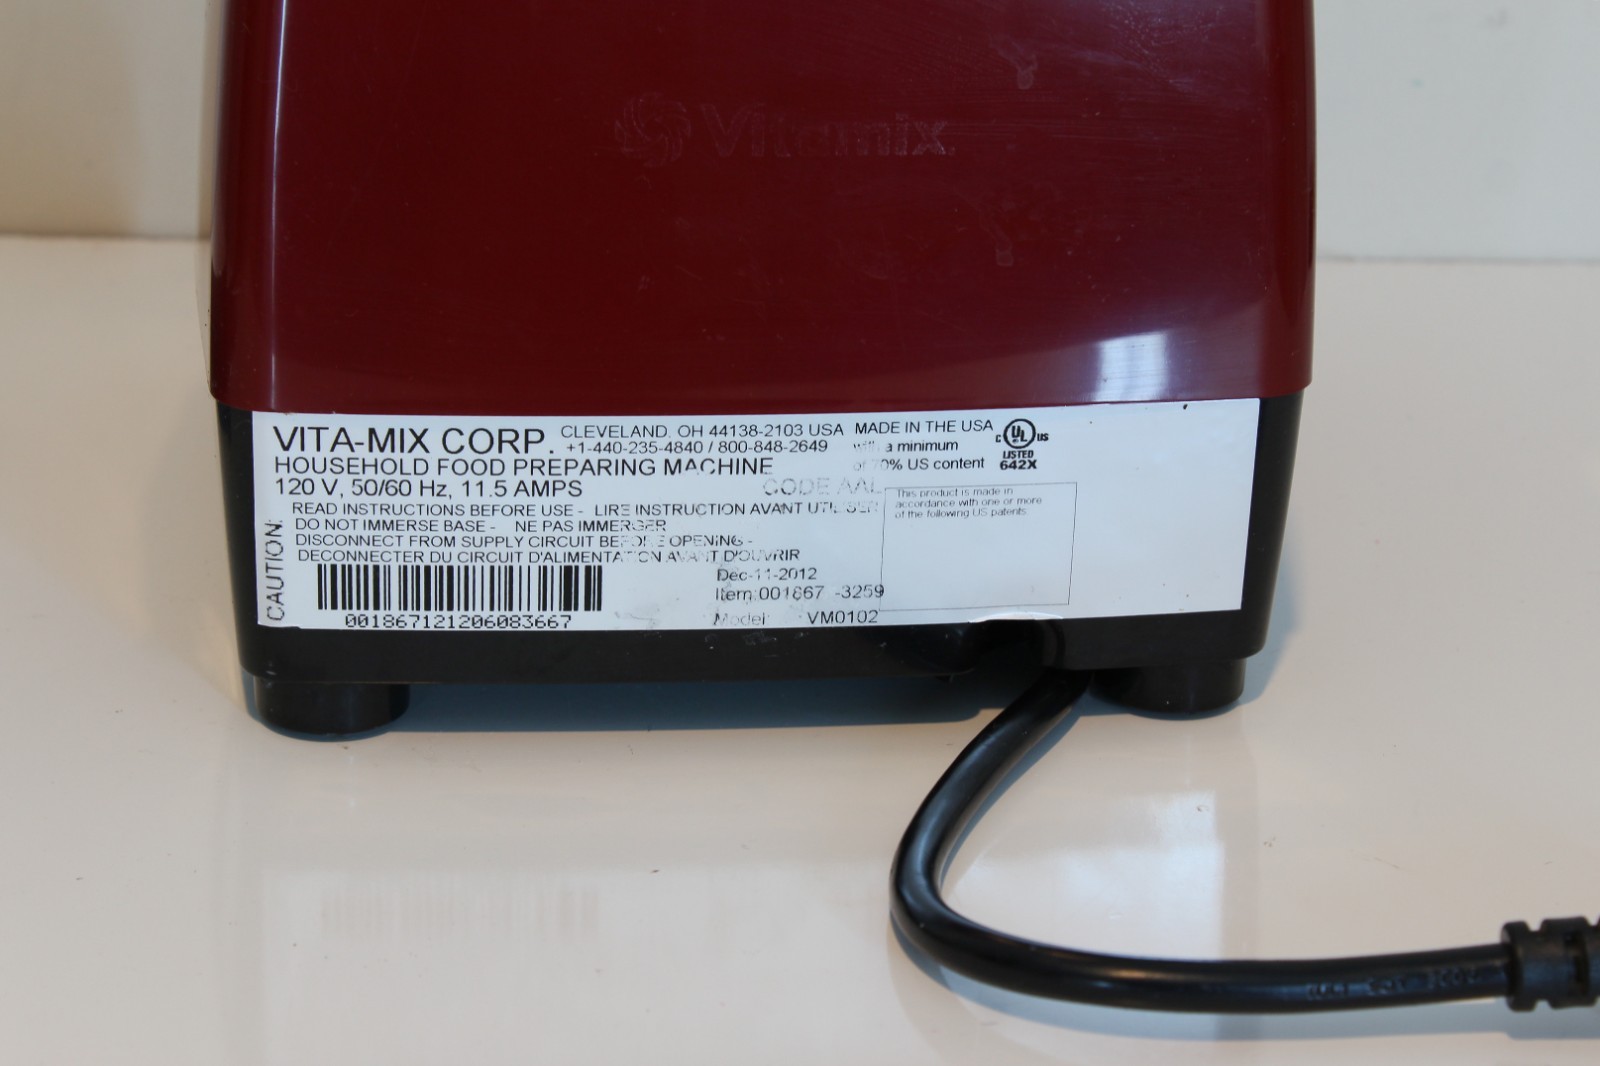 Vitamix
VITA-MIX CORP. CLEVELAND, OH 44138-2103 USA
+1-440-235-4840 / 800-848-2649
HOUSEHOLD FOOD PREPARING MACHINE
120 V, 50/60 Hz, 11.5 AMPS
CODE AAL
MADE IN THE USA
with a minimum
of 70% US content
C UL US
LISTED
642X
CAUTION:
READ INSTRUCTIONS BEFORE USE - LIRE INSTRUCTION AVANT UTILISER
DO NOT IMMERSE BASE - NE PAS IMMERGER
DISCONNECT FROM SUPPLY CIRCUIT BEFORE OPENING -
DECONNECTER DU CIRCUIT D'ALIMENTATION AVANT D'OUVRIR
This product is made in
accordance with one or more
of the following US patents
Dec-11-2012
Item:001867 -3259
Model: VM0102
001867121206083667